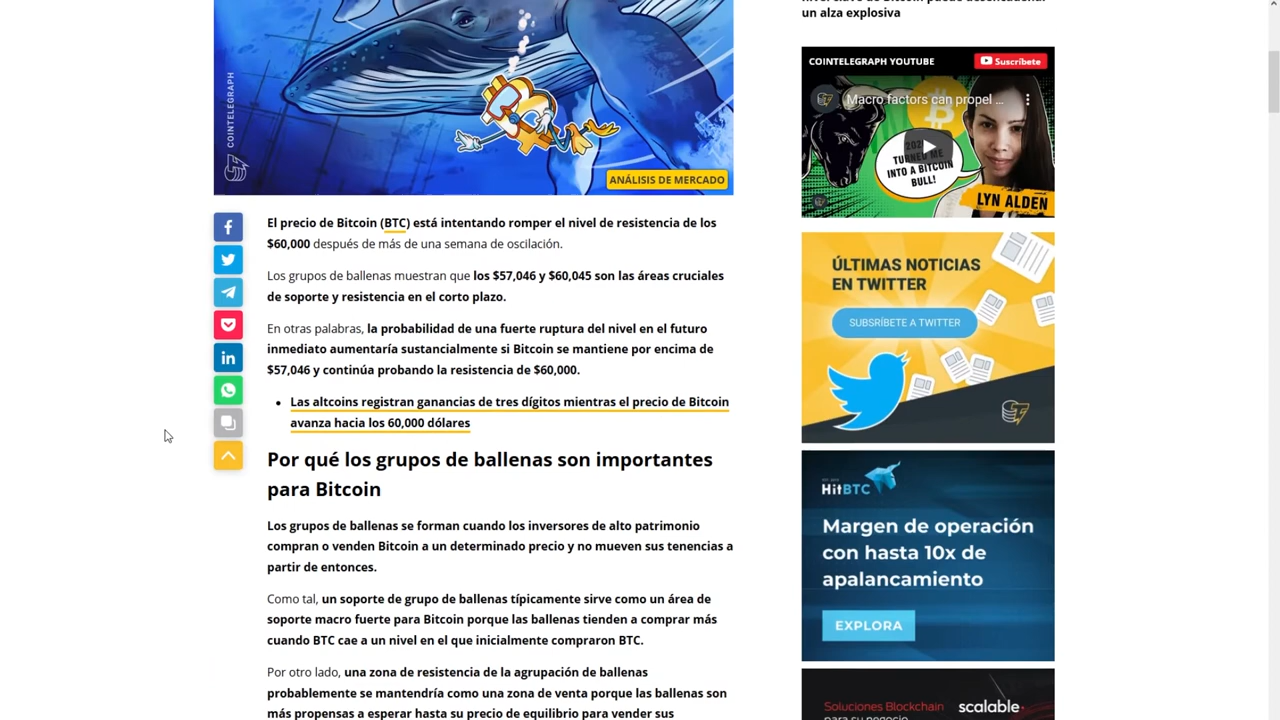 COINTELEGRAPH
ANÁLISIS DE MERCADO
El precio de Bitcoin (BTC) está intentando romper el nivel de resistencia de los
$60,000 después de más de una semana de oscilación.
Los grupos de ballenas muestran que los $57,046 y $60,045 son las áreas cruciales
de soporte y resistencia en el corto plazo.
En otras palabras, la probabilidad de una fuerte ruptura del nivel en el futuro
inmediato aumentaría sustancialmente si Bitcoin se mantiene por encima de
$57,046 y continúa probando la resistencia de $60,000.
Las altcoins registran ganancias de tres dígitos mientras el precio de Bitcoin
avanza hacia los 60,000 dólares
Por qué los grupos de ballenas son importantes
para Bitcoin
Los grupos de ballenas se forman cuando los inversores de alto patrimonio
compran o venden Bitcoin a un determinado precio y no mueven sus tenencias a
partir de entonces.
Como tal, un soporte de grupo de ballenas típicamente sirve como un área de
soporte macro fuerte para Bitcoin porque las ballenas tienden a comprar más
cuando BTC cae a un nivel en el que inicialmente compraron BTC.
Por otro lado, una zona de resistencia de la agrupación de ballenas
probablemente se mantendría como una zona de venta porque las ballenas son
más propensas a esperar hasta su precio de equilibrio para vender sus
un alza explosiva
COINTELEGRAPH YOUTUBE
Suscríbete
Macro factors can propel ...
TURNED ME
INTO A BITCOIN
BULL!
LYN ALDEN
ÚLTIMAS NOTICIAS
EN TWITTER
SUBSRÍBETE A TWITTER
HitBTC
Margen de operación
con hasta 10x de
apalancamiento
EXPLORA
Soluciones Blockchain
scalable